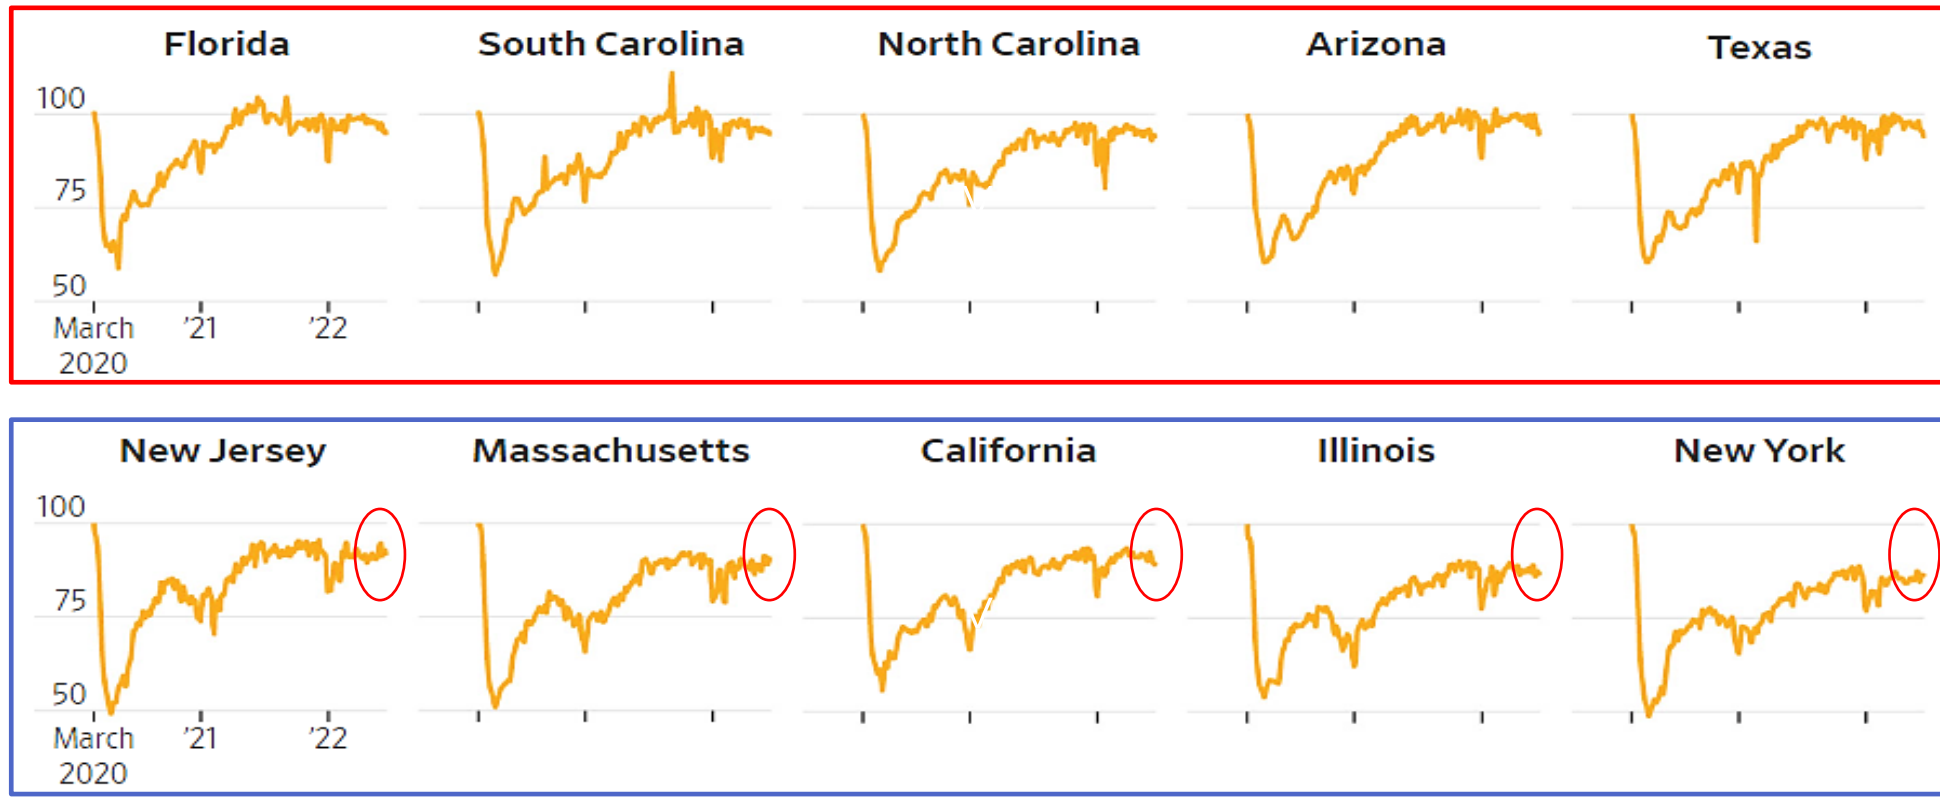 Florida South Carolina North Carolina Arizona Texas
100
75
50
March '21 '22
2020
New Jersey Massachusetts California Illinois New York
100
75
50
March '21 '22
2020